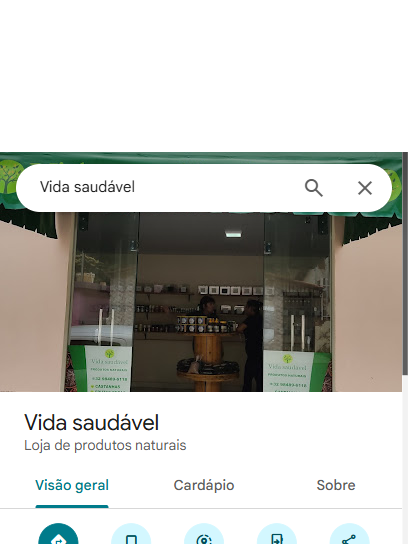 Vida saudável
Vida saudável
PRODUTOS NATURAIS
CASTANHAS
Vida saudável
PRODUTOS NATURAIS
Vida saudável
Loja de produtos naturais
Visão geral
Cardápio
Sobre